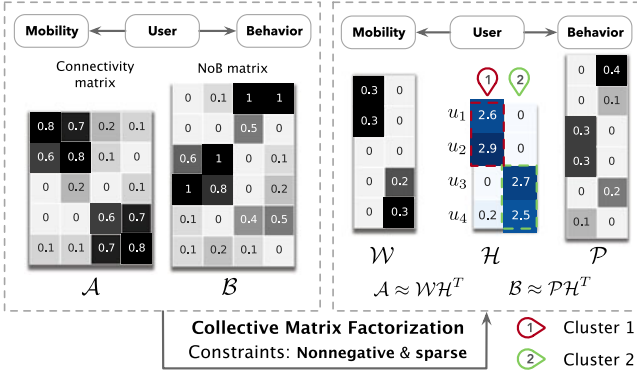 Mobility User Behavior
Connectivity matrix
NoB matrix
0.8 0.7 0.2 0.1
0.6 0.8 0.1 0
0 0.2 0 0.1
0 0 0.6 0.7
0.1 0.1 0.7 0.8
𝒜
0 0.1 1 1
0 0 0.5 0
0.6 1 0 0
1 0.8 0 0.2
0.1 0 0.4 0.5
0.1 0.2 0.1 0
ℬ
Mobility User Behavior
0.3 0
0.3 0
0 0
0 0.2
0 0.3
𝒲
1 2
u₁ 2.6 0
u₂ 2.9 0
u₃ 0 2.7
u₄ 0.2 2.5
ℋ
0 0.4
0 0.1
0.3 0
0.3 0
0 0.2
0.1 0
𝒫
𝒜 ≈ 𝒲ℋᵀ ℬ ≈ 𝒫ℋᵀ
Collective Matrix Factorization
Constraints: Nonnegative & sparse
1 Cluster 1
2 Cluster 2